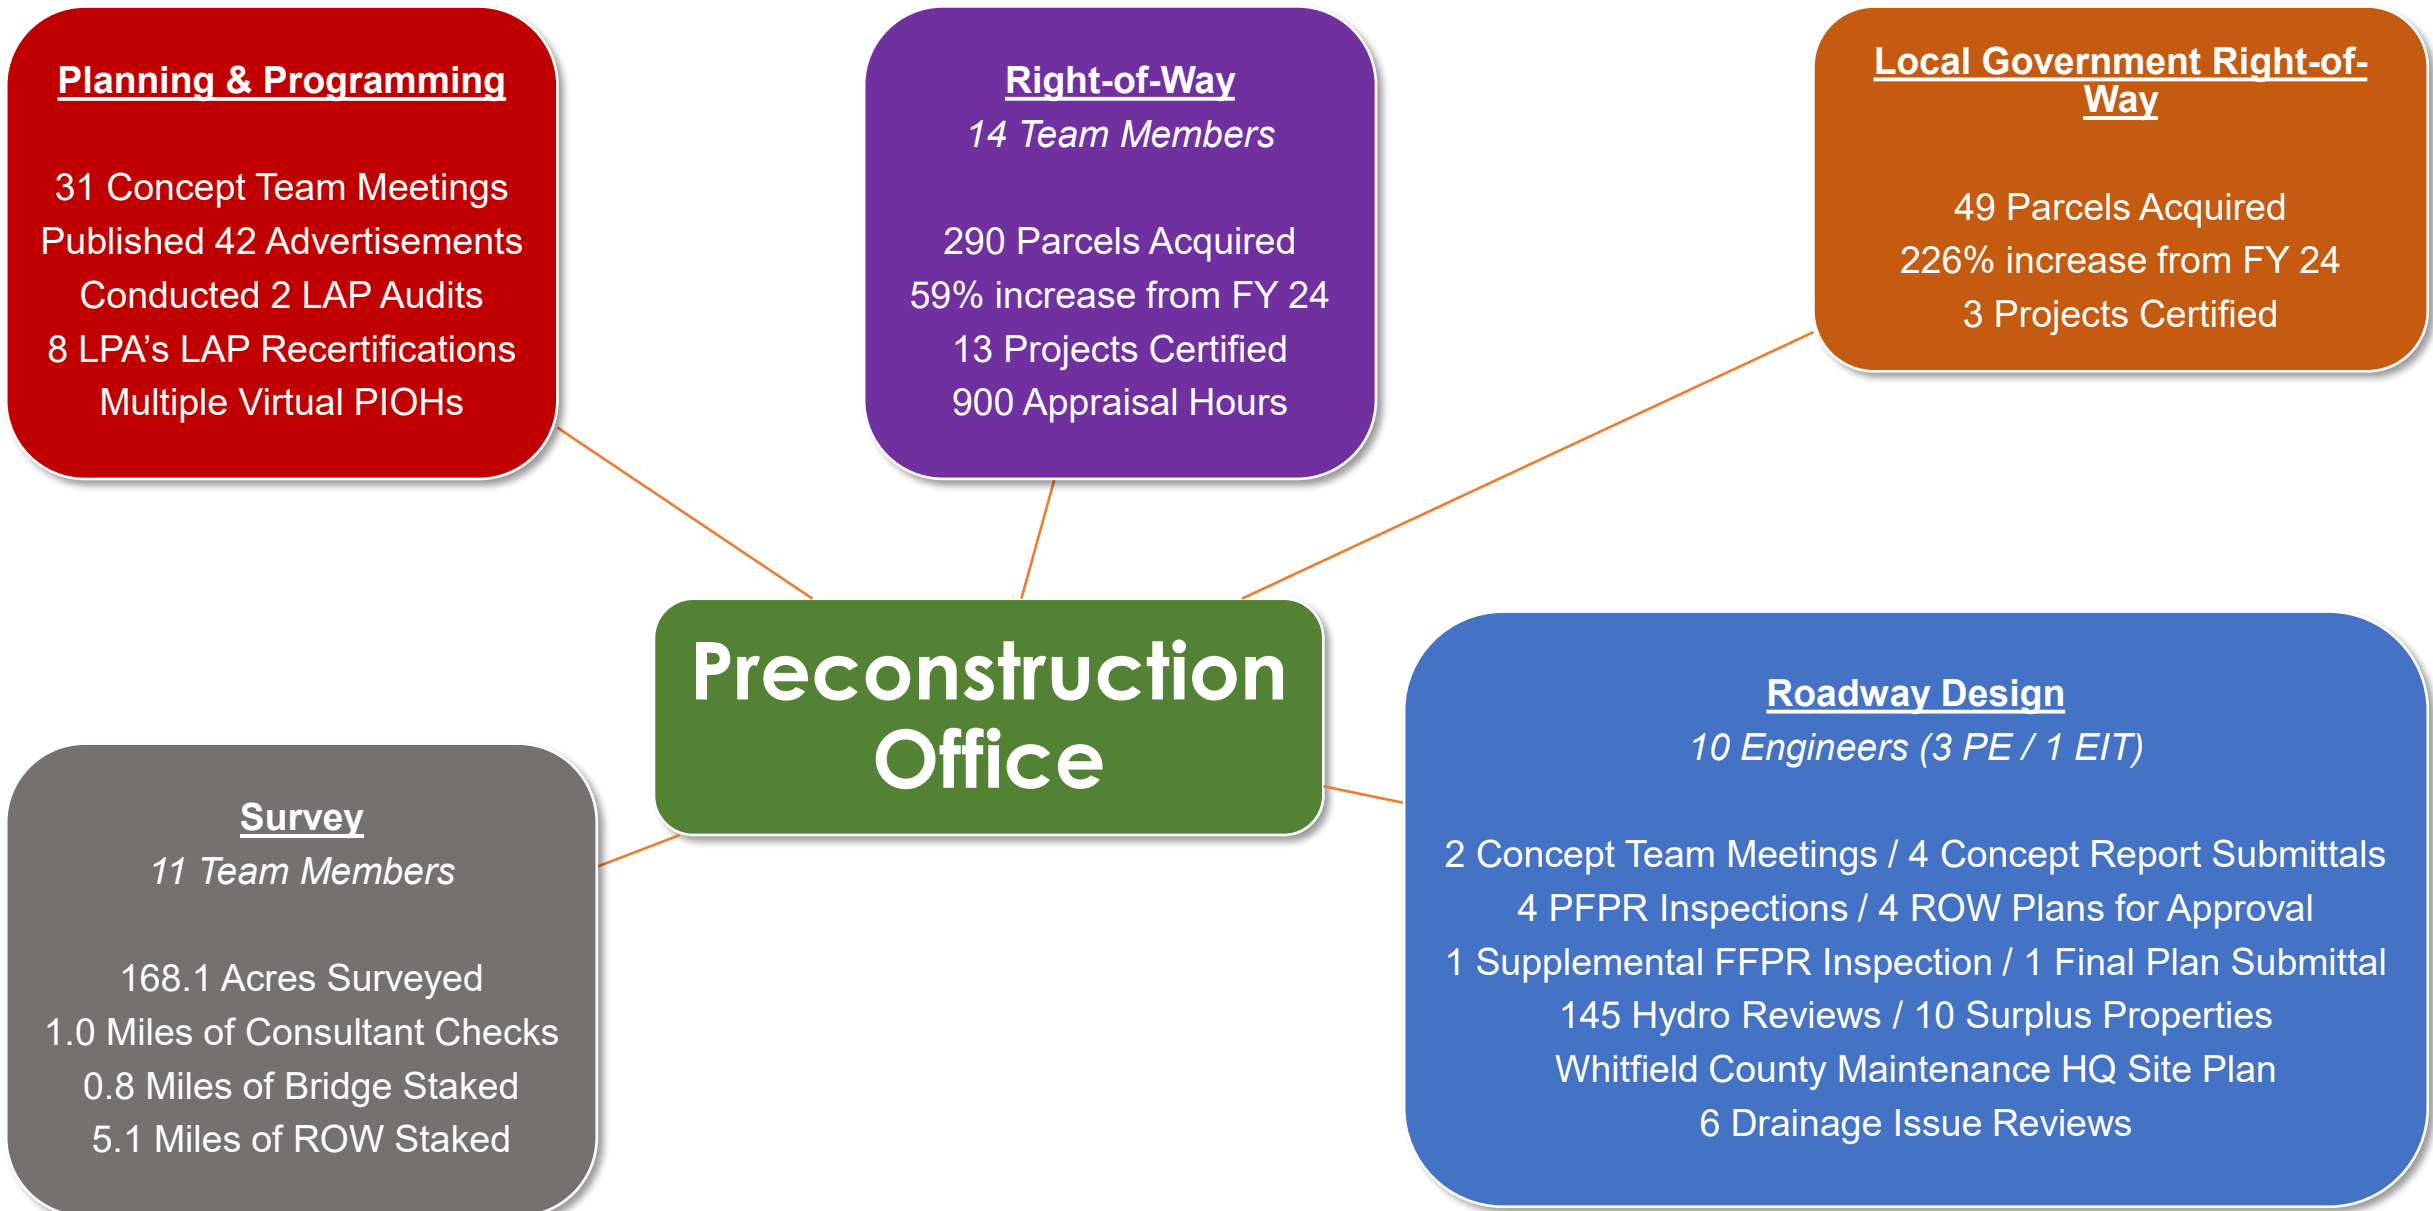 Planning & Programming
31 Concept Team Meetings
Published 42 Advertisements
Conducted 2 LAP Audits
8 LPA’s LAP Recertifications
Multiple Virtual PIOHs
Right-of-Way
14 Team Members
290 Parcels Acquired
59% increase from FY 24
13 Projects Certified
900 Appraisal Hours
Local Government Right-of-
Way
49 Parcels Acquired
226% increase from FY 24
3 Projects Certified
Preconstruction
Office
Survey
11 Team Members
168.1 Acres Surveyed
1.0 Miles of Consultant Checks
0.8 Miles of Bridge Staked
5.1 Miles of ROW Staked
Roadway Design
10 Engineers (3 PE / 1 EIT)
2 Concept Team Meetings / 4 Concept Report Submittals
4 PFPR Inspections / 4 ROW Plans for Approval
1 Supplemental FFPR Inspection / 1 Final Plan Submittal
145 Hydro Reviews / 10 Surplus Properties
Whitfield County Maintenance HQ Site Plan
6 Drainage Issue Reviews